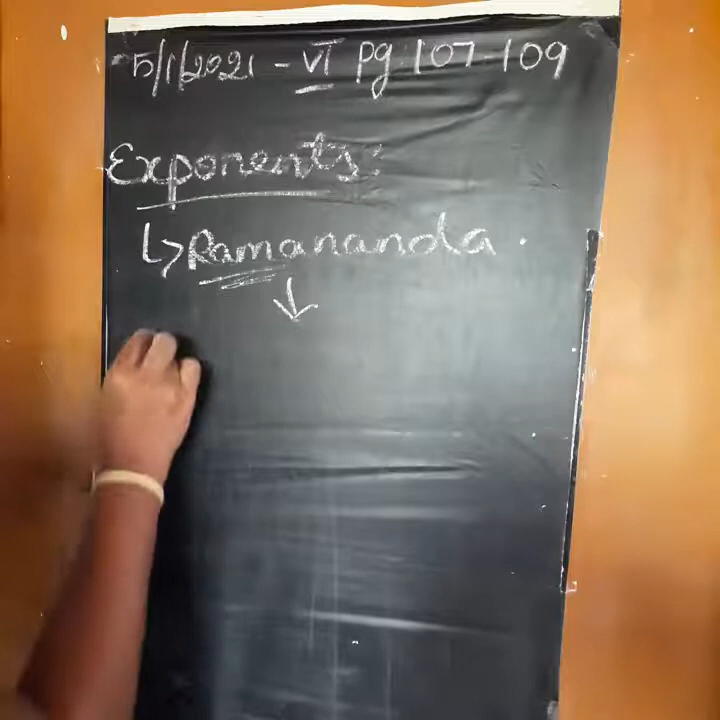 5/1/2021 - VI Pg 107-109
Exponents:
↳ Ramananda.
↓